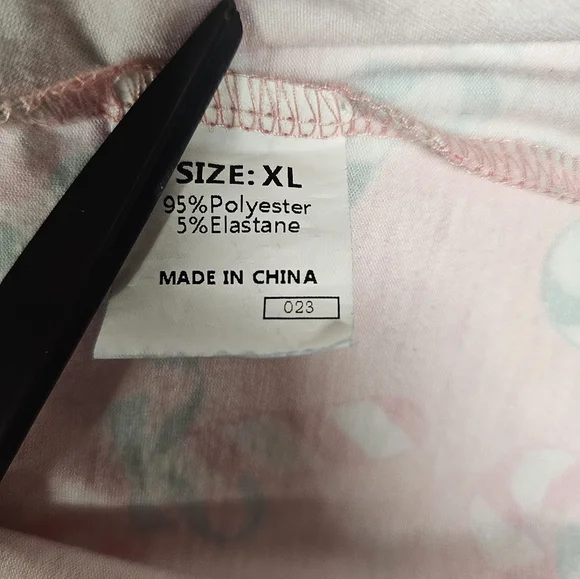 SIZE: XL
95%Polyester
5%Elastane
MADE IN CHINA
023